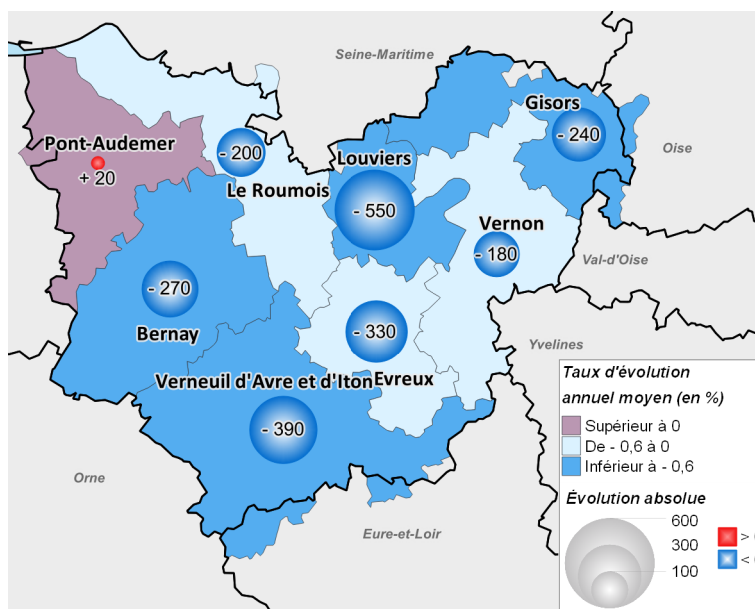 Seine-Maritime
Gisors
- 240
Pont-Audemer
+ 20
- 200
Le Roumois
Louviers
- 550
Oise
Vernon
- 180
Val-d'Oise
- 270
Bernay
- 330
Evreux
Yvelines
Verneuil d'Avre et d'Iton
- 390
Orne
Eure-et-Loir
Taux d'évolution
annuel moyen (en %)
Supérieur à 0
De - 0,6 à 0
Inférieur à - 0,6
Évolution absolue
600
300
100
>
<